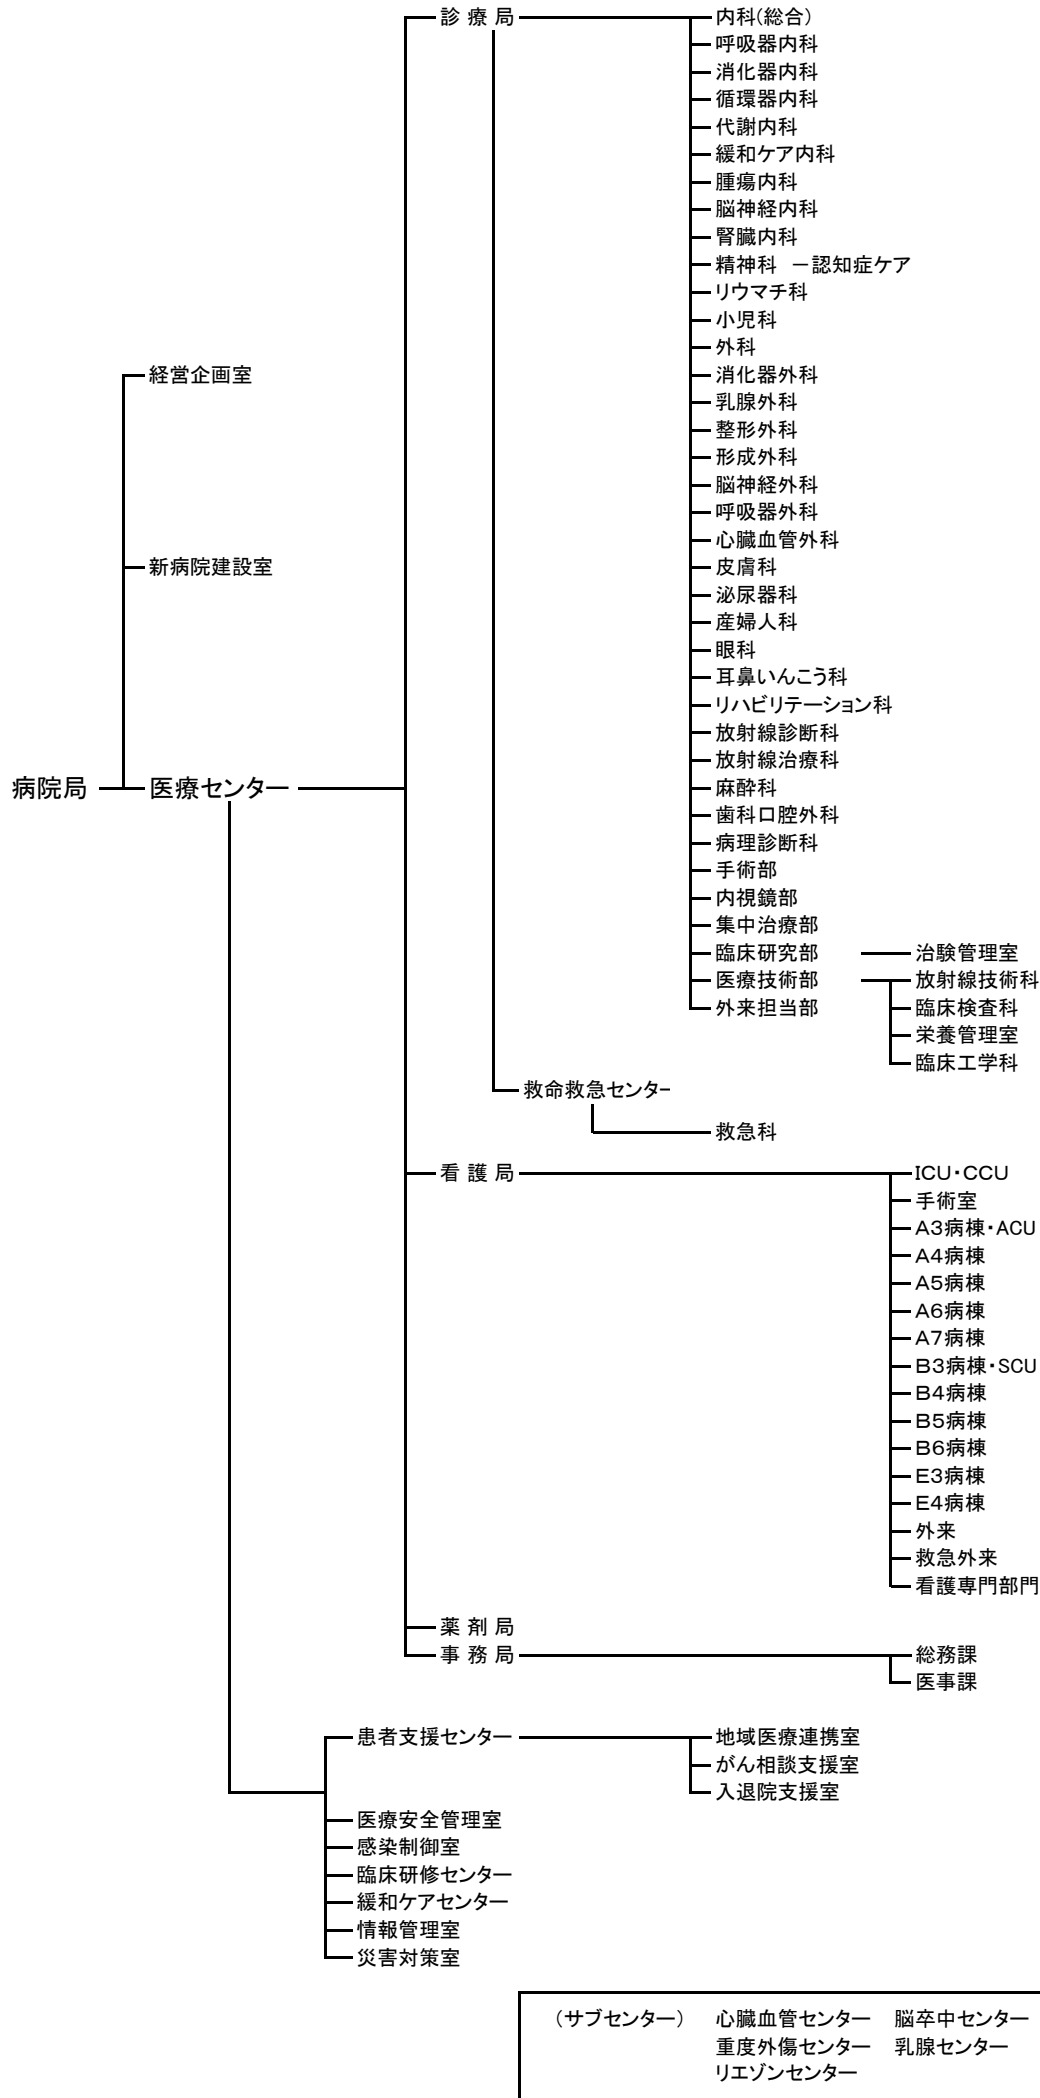 診療局 内科(総合)
呼吸器内科
消化器内科
循環器内科
代謝内科
緩和ケア内科
腫瘍内科
脳神経内科
腎臓内科
精神科 －認知症ケア
リウマチ科
小児科
外科
経営企画室 消化器外科
乳腺外科
整形外科
形成外科
脳神経外科
呼吸器外科
心臓血管外科
新病院建設室 皮膚科
泌尿器科
産婦人科
眼科
耳鼻いんこう科
リハビリテーション科
放射線診断科
放射線治療科
病院局 医療センター 麻酔科
歯科口腔外科
病理診断科
手術部
内視鏡部
集中治療部
臨床研究部 治験管理室
医療技術部 放射線技術科
外来担当部 臨床検査科
栄養管理室
臨床工学科
救命救急センター
救急科
看護局 ICU・CCU
手術室
A3病棟・ACU
A4病棟
A5病棟
A6病棟
A7病棟
B3病棟・SCU
B4病棟
B5病棟
B6病棟
E3病棟
E4病棟
外来
救急外来
看護専門部門
薬剤局
事務局 総務課
医事課
患者支援センター 地域医療連携室
がん相談支援室
入退院支援室
医療安全管理室
感染制御室
臨床研修センター
緩和ケアセンター
情報管理室
災害対策室
（サブセンター） 心臓血管センター 脳卒中センター
重度外傷センター 乳腺センター
リエゾンセンター